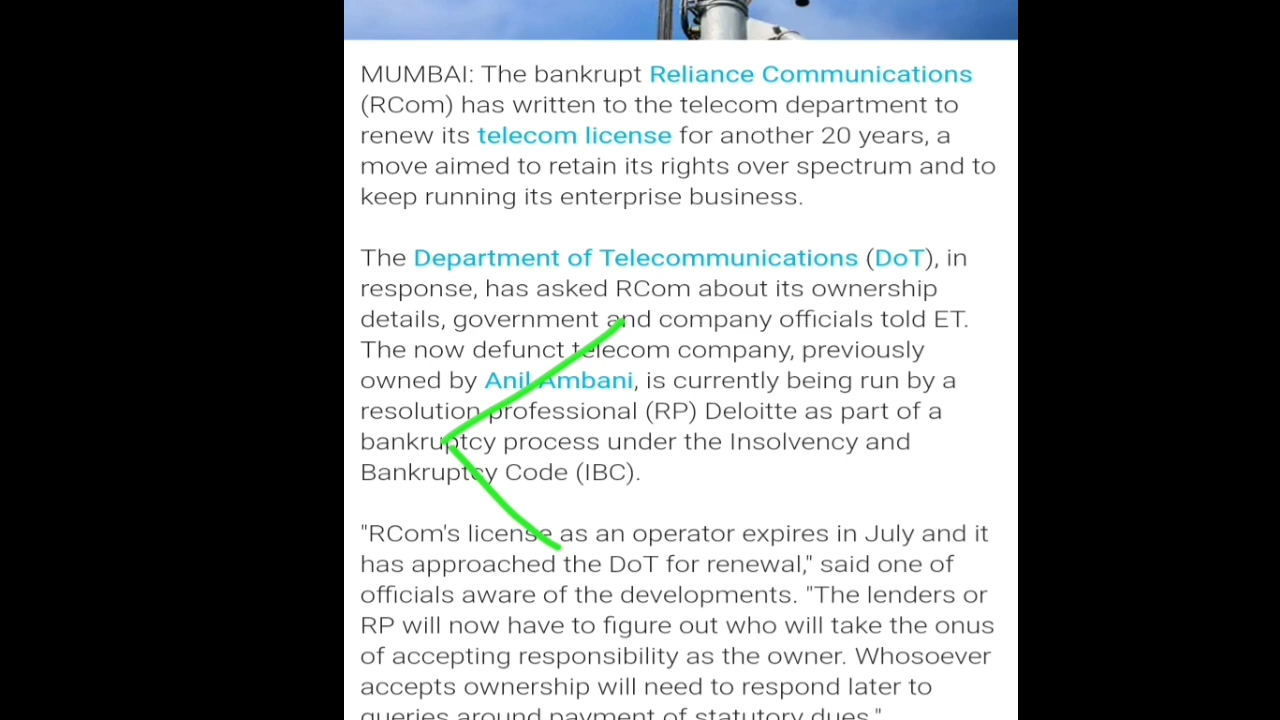 MUMBAI: The bankrupt Reliance Communications
(RCom) has written to the telecom department to
renew its telecom license for another 20 years, a
move aimed to retain its rights over spectrum and to
keep running its enterprise business.
The Department of Telecommunications (DoT), in
response, has asked RCom about its ownership
details, government and company officials told ET.
The now defunct telecom company, previously
owned by Anil Ambani, is currently being run by a
resolution professional (RP) Deloitte as part of a
bankruptcy process under the Insolvency and
Bankruptcy Code (IBC).
"RCom's license as an operator expires in July and it
has approached the DoT for renewal," said one of
officials aware of the developments. "The lenders or
RP will now have to figure out who will take the onus
of accepting responsibility as the owner. Whosoever
accepts ownership will need to respond later to
queries around payment of statutory dues."